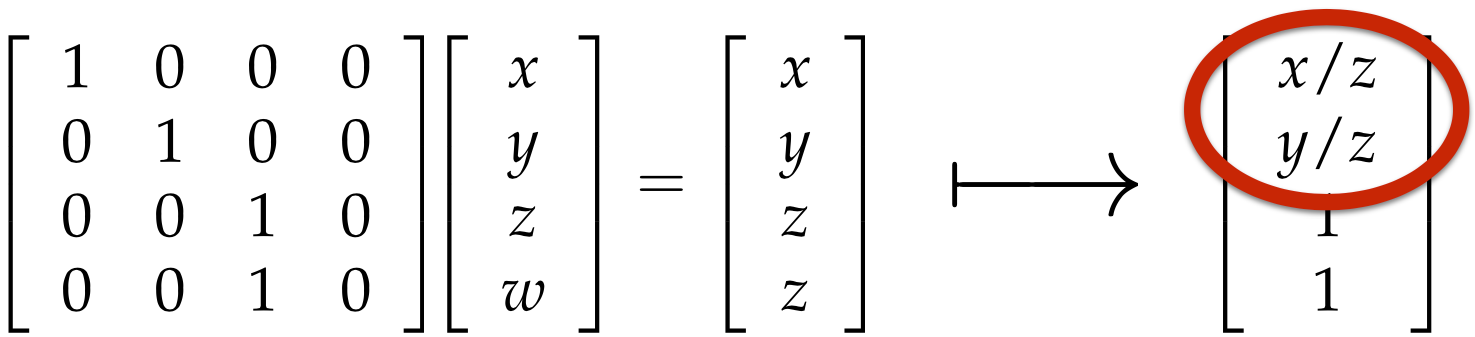 [ 1 0 0 0 ] [ x ] [ x ] [ x/z ]
[ 0 1 0 0 ] [ y ] = [ y ] ⟼ [ y/z ]
[ 0 0 1 0 ] [ z ] [ z ] [ 1 ]
[ 0 0 1 0 ] [ w ] [ z ] [ 1 ]